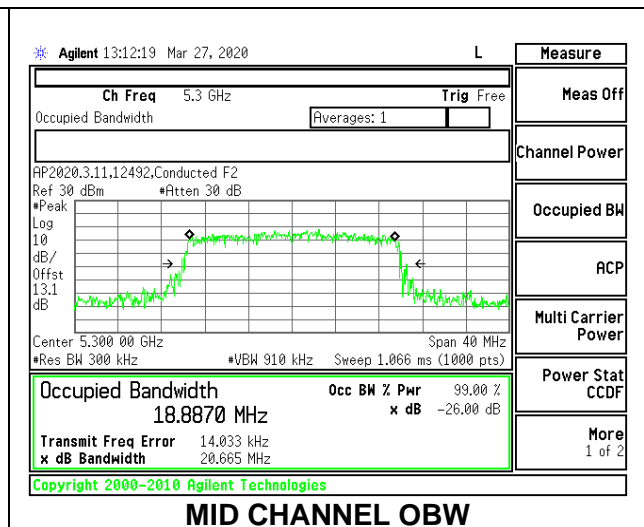 Agilent 13:12:19 Mar 27, 2020 L
Measure
Ch Freq 5.3 GHz Trig Free
Meas Off
Occupied Bandwidth Averages: 1
Channel Power
AP2020.3.11,12492,Conducted F2
Ref 30 dBm #Atten 30 dB
#Peak
Log
10
dB/
Offst
13.1
dB
Occupied BW
ACP
Multi Carrier
Power
Center 5.300 00 GHz Span 40 MHz
#Res BW 300 kHz #VBW 910 kHz Sweep 1.066 ms (1000 pts)
Power Stat
CCDF
Occupied Bandwidth Occ BW % Pwr 99.00 %
18.8870 MHz x dB -26.00 dB
Transmit Freq Error 14.033 kHz
x dB Bandwidth 20.665 MHz
More
1 of 2
Copyright 2000-2010 Agilent Technologies
MID CHANNEL OBW